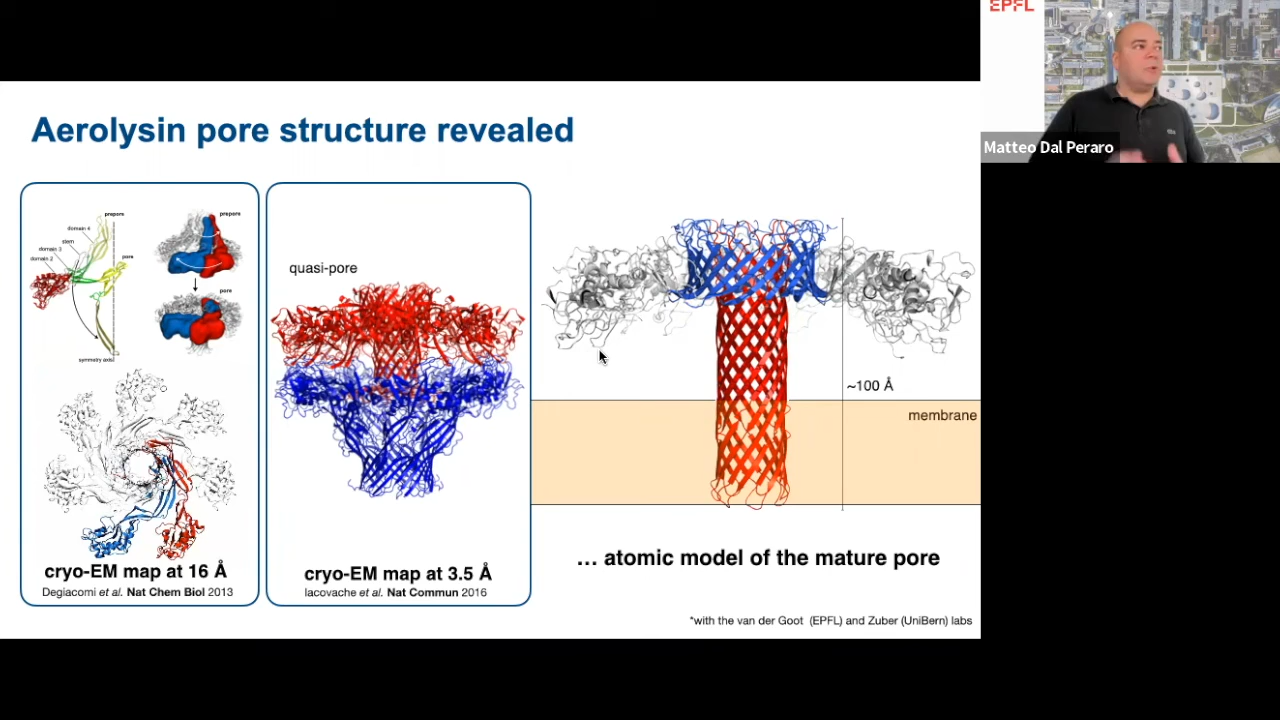 EPFL
Matteo Dal Peraro
Aerolysin pore structure revealed
prepore
domain 4
stem
domain 3
domain 2
pore
symmetry axis
prepore
pore
cryo-EM map at 16 Å
Degiacomi et al. Nat Chem Biol 2013
quasi-pore
cryo-EM map at 3.5 Å
Iacovache et al. Nat Commun 2016
~100 Å
membrane
... atomic model of the mature pore
*with the van der Goot (EPFL) and Zuber (UniBern) labs